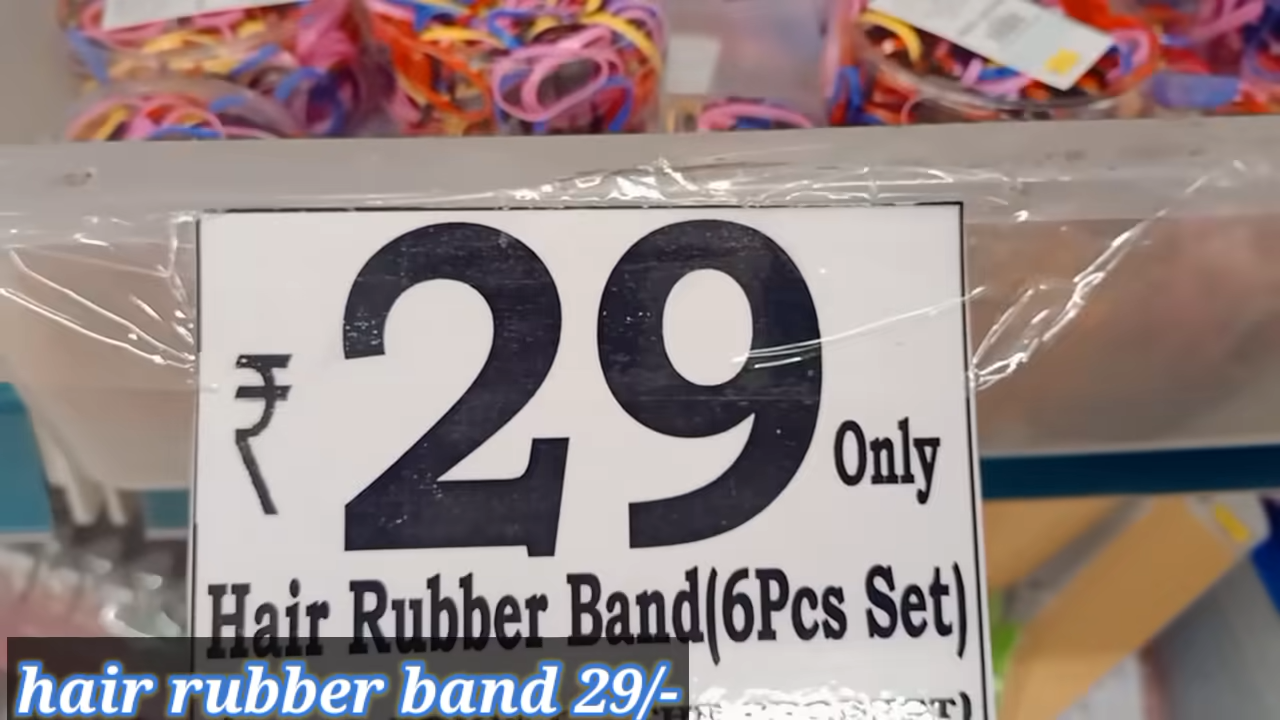 ₹ 29 Only
Hair Rubber Band(6Pcs Set)
hair rubber band 29/-